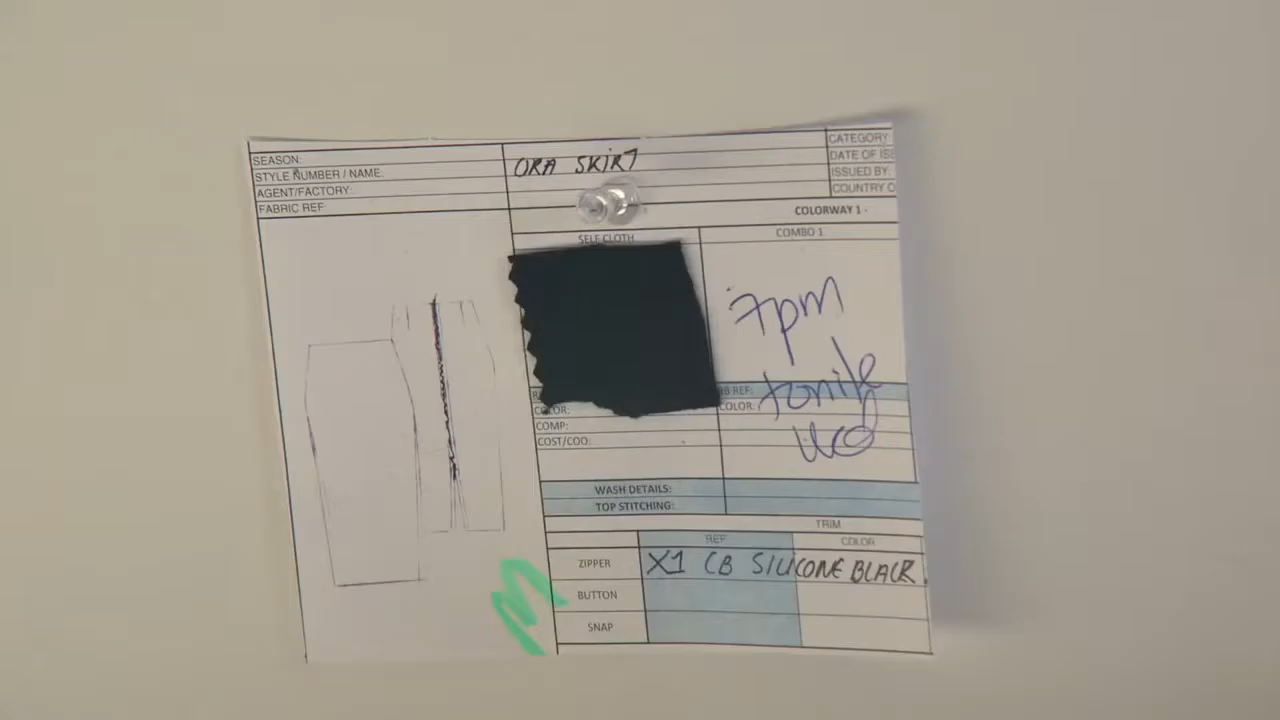 SEASON:
STYLE NUMBER / NAME:
AGENT/FACTORY:
FABRIC REF
ORA SKIRT
CATEGORY
DATE OF ISS
ISSUED BY:
COUNTRY O
COLORWAY 1 -
SELF CLOTH
COMBO 1
7pm
tonite
COLOR:
COMP:
COST/COO:
REF:
COLOR:
WASH DETAILS:
TOP STITCHING:
TRIM
REF
COLOR
ZIPPER
X1 CB SILICONE BLACK
BUTTON
SNAP
M